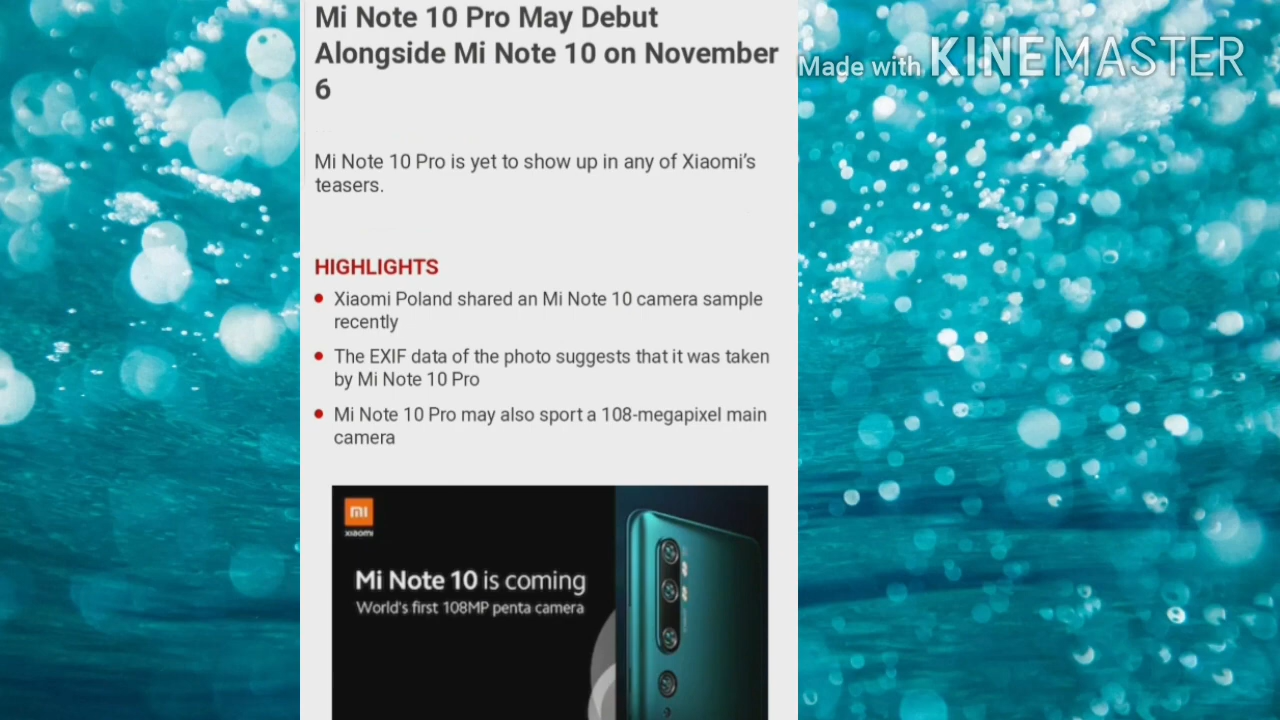 Mi Note 10 Pro May Debut
Alongside Mi Note 10 on November
6
Made with KINEMASTER
Mi Note 10 Pro is yet to show up in any of Xiaomi’s
teasers.
HIGHLIGHTS
Xiaomi Poland shared an Mi Note 10 camera sample
recently
The EXIF data of the photo suggests that it was taken
by Mi Note 10 Pro
Mi Note 10 Pro may also sport a 108-megapixel main
camera
mi
xiaomi
Mi Note 10 is coming
World's first 108MP penta camera